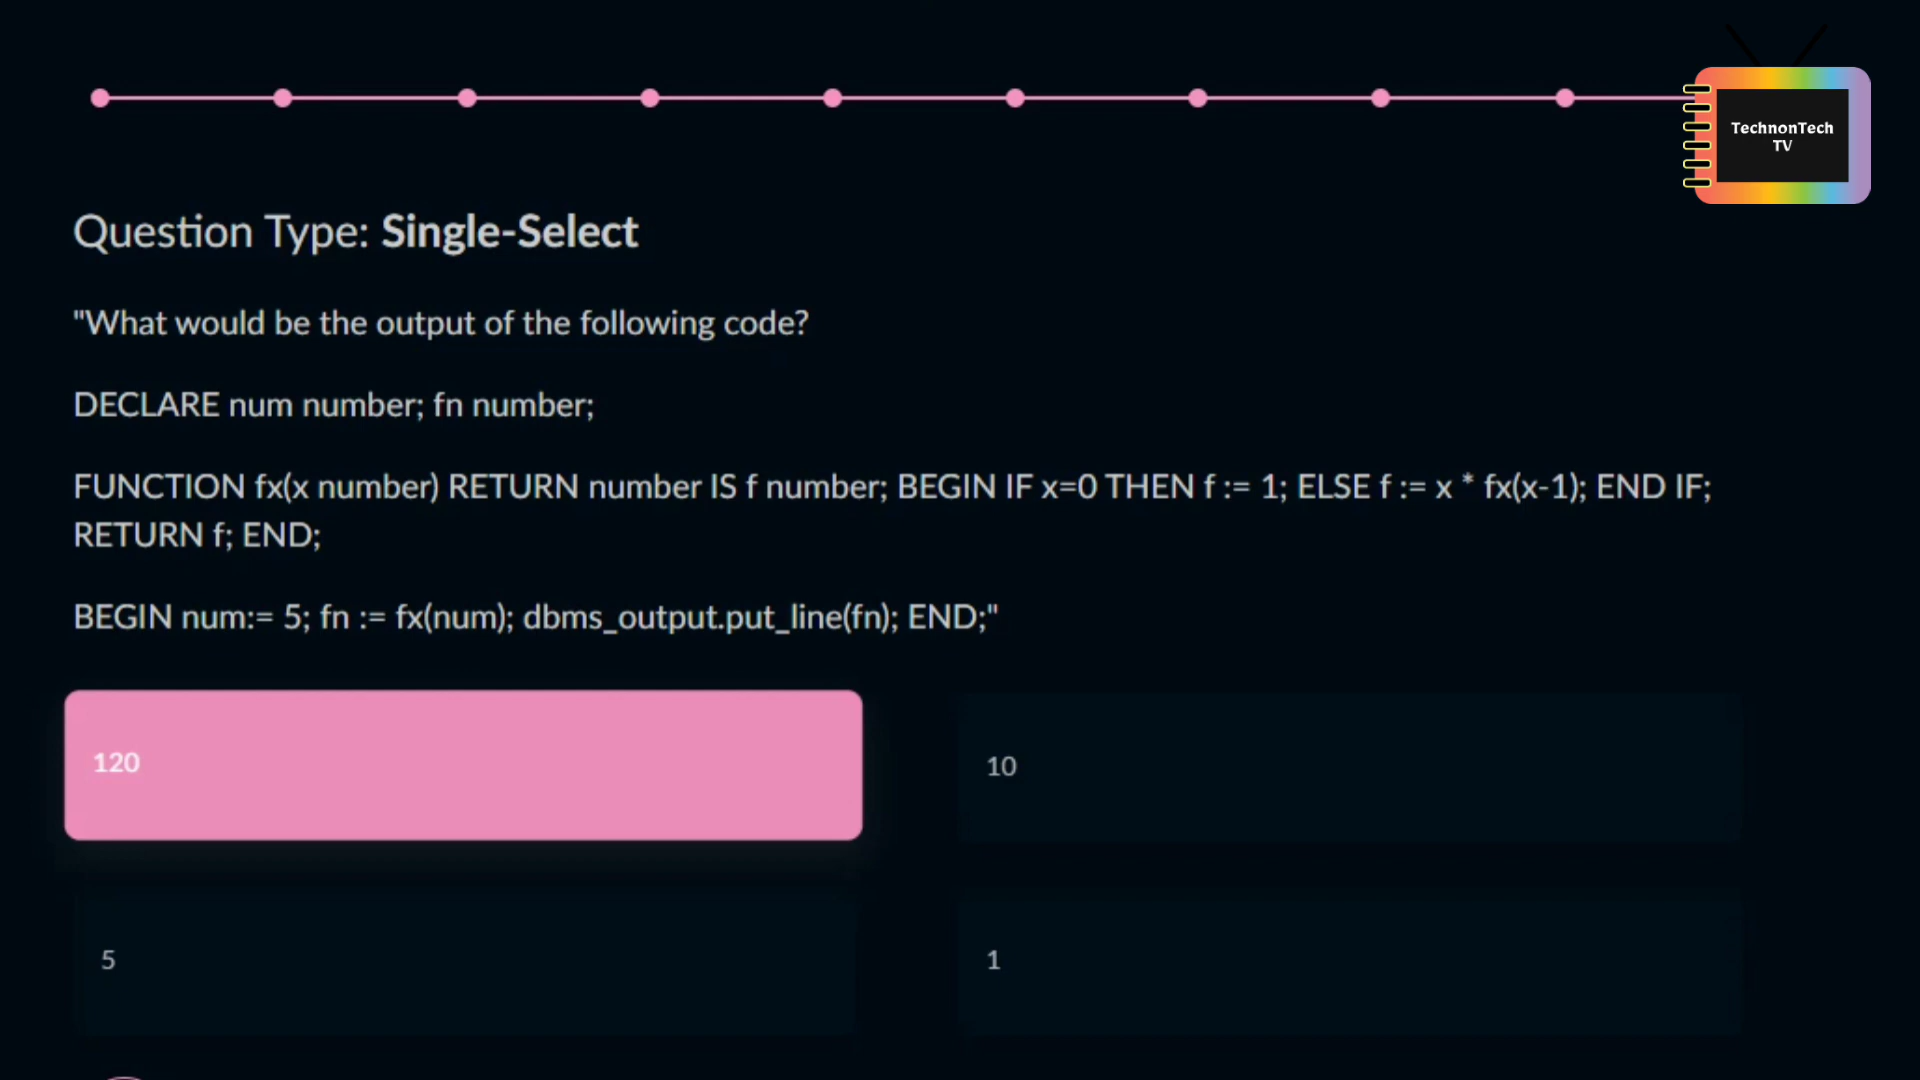 TechnonTech
TV
Question Type: Single-Select
"What would be the output of the following code?
DECLARE num number; fn number;
FUNCTION fx(x number) RETURN number IS f number; BEGIN IF x=0 THEN f := 1; ELSE f := x * fx(x-1); END IF;
RETURN f; END;
BEGIN num:= 5; fn := fx(num); dbms_output.put_line(fn); END;"
120
10
5
1